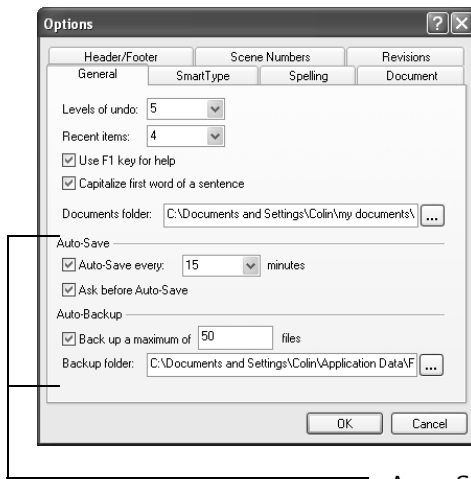 Options
Header/Footer Scene Numbers Revisions
General SmartType Spelling Document
Levels of undo: 5
Recent items: 4
Use F1 key for help
Capitalize first word of a sentence
Documents folder: C:\Documents and Settings\Colin\my documents\ ...
Auto-Save
Auto-Save every: 15 minutes
Ask before Auto-Save
Auto-Backup
Back up a maximum of 50 files
Backup folder: C:\Documents and Settings\Colin\Application Data\F ...
OK Cancel